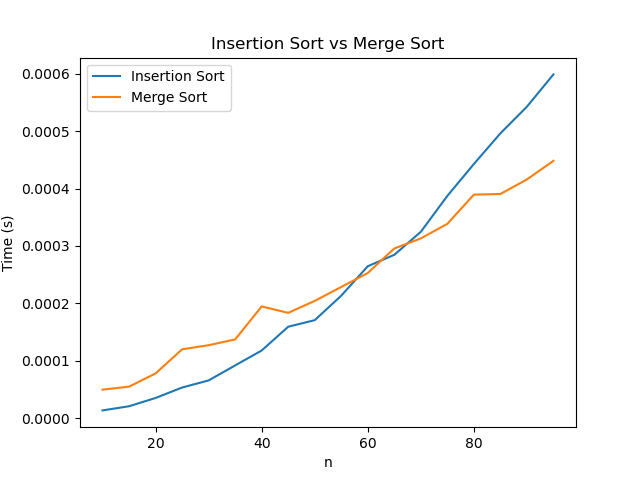 Insertion Sort vs Merge Sort
Insertion Sort
Merge Sort
0.0006
0.0005
0.0004
0.0003
0.0002
0.0001
0.0000
Time (s)
20 40 60 80
n